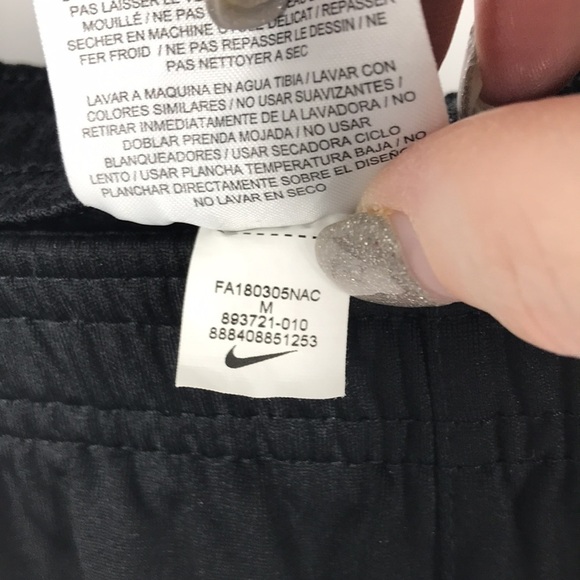 PAS LAISSER LE
MOUILLÉ / NE PAS
SECHER EN MACHINE DÉLICAT / REPASSER
FER FROID / NE PAS REPASSER LE DESSIN / NE
PAS NETTOYER A SEC
LAVAR A MAQUINA EN AGUA TIBIA / LAVAR CON
COLORES SIMILARES / NO USAR SUAVIZANTES /
RETIRAR INMEDIATAMENTE DE LA LAVADORA / NO
DOBLAR PRENDA MOJADA / NO USAR
BLANQUEADORES / USAR SECADORA CICLO
LENTO / USAR PLANCHA TEMPERATURA BAJA / NO
PLANCHAR DIRECTAMENTE SOBRE EL DISEÑO
NO LAVAR EN SECO
FA180305NAC
M
893721-010
888408851253